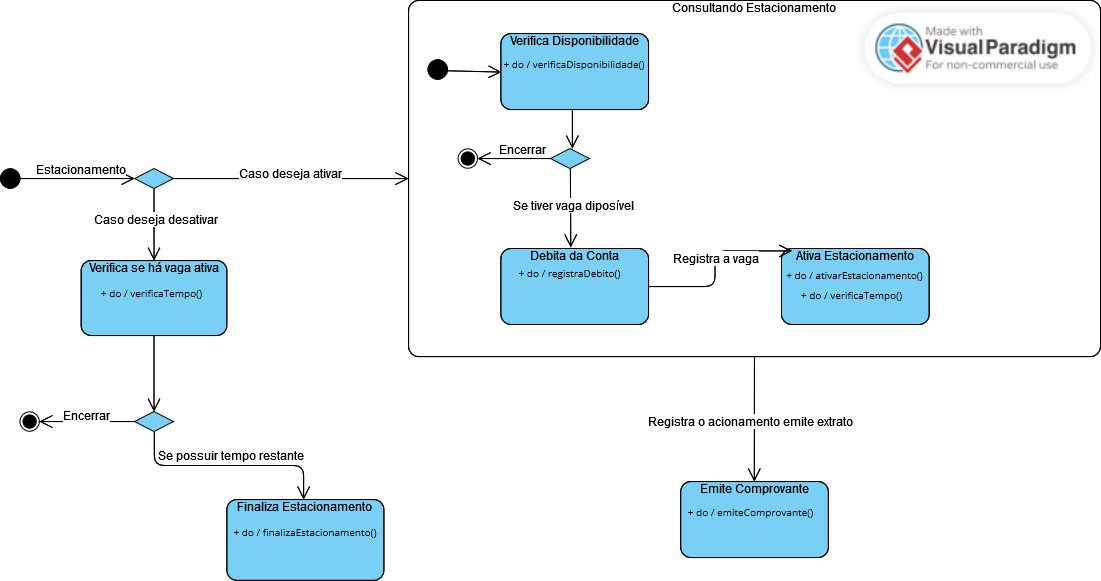 Consultando Estacionamento
Made with
Visual Paradigm
For non-commercial use
Verifica Disponibilidade
+ do / verificaDisponibilidade()
Encerrar
Estacionamento
Caso deseja ativar
Se tiver vaga diposível
Caso deseja desativar
Debita da Conta
+ do / registraDebito()
Registra a vaga
Ativa Estacionamento
+ do / ativarEstacionamento()
+ do / verificaTempo()
Verifica se há vaga ativa
+ do / verificaTempo()
Encerrar
Registra o acionamento emite extrato
Se possuir tempo restante
Finaliza Estacionamento
+ do / finalizaEstacionamento()
Emite Comprovante
+ do / emiteComprovante()